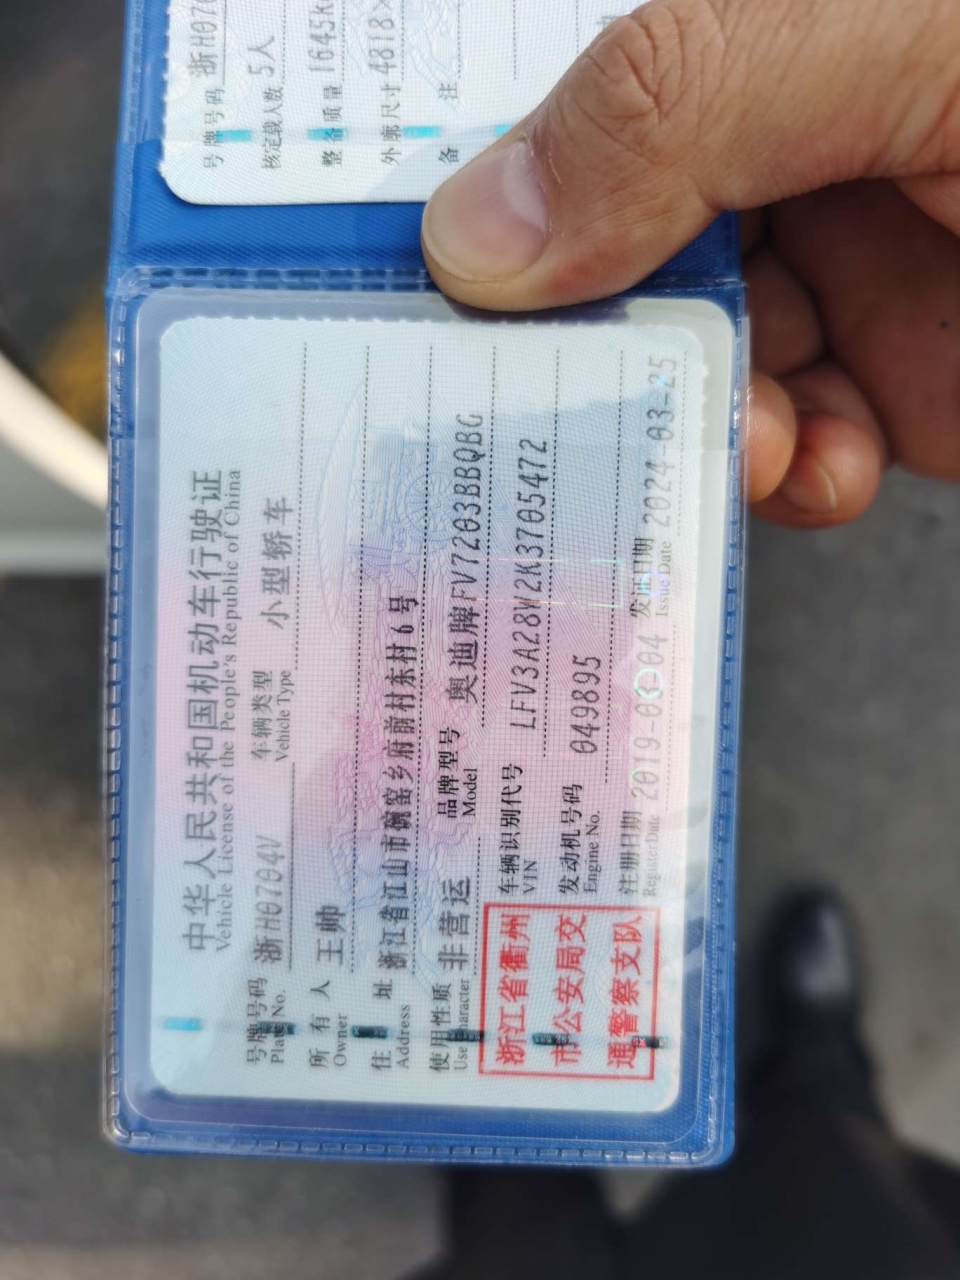 号牌号码 浙H070
核定载人数 5人
整备质量 1645k
外廓尺寸 4818×
备注
中华人民共和国机动车行驶证
Vehicle License of the People's Republic of China
号牌号码 浙H0704V 车辆类型 小型轿车
Plate No. Vehicle Type
所有人 王帅
Owner
住址 浙江省江山市碗窑乡府前村东村6号
Address
使用性质 非营运 品牌型号 奥迪牌FV7203BBQBG
Use Character Model
浙江省衢州
市公安局交
通警察支队
车辆识别代号 LFV3A28W2K3705472
VIN
发动机号码 049895
Engine No.
注册日期 2019-03-04 发证日期 2024-03-25
Register Date Issue Date